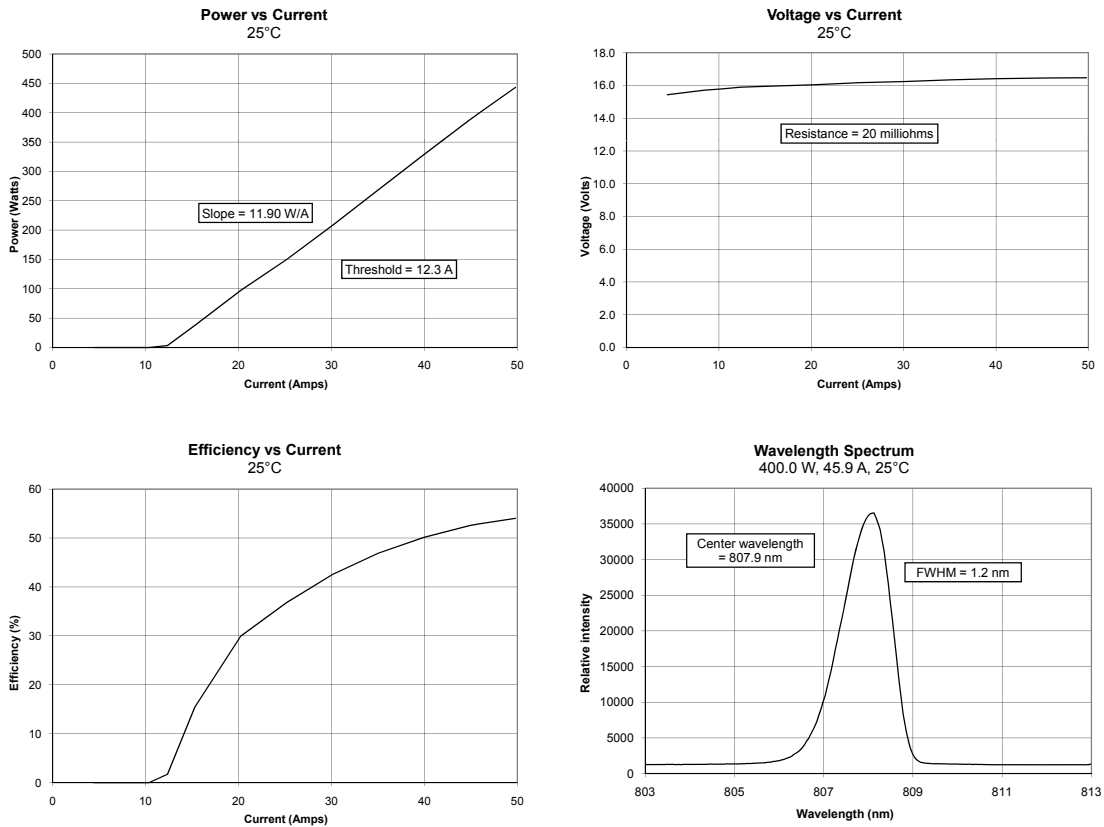 Power vs Current
25°C
500
450
400
350
300
250
200
150
100
50
0
Power (Watts)
Slope = 11.90 W/A
Threshold = 12.3 A
0 10 20 30 40 50
Current (Amps)
Voltage vs Current
25°C
18.0
16.0
14.0
12.0
10.0
8.0
6.0
4.0
2.0
0.0
Voltage (Volts)
Resistance = 20 milliohms
0 10 20 30 40 50
Current (Amps)
Efficiency vs Current
25°C
60
50
40
30
20
10
0
Efficiency (%)
0 10 20 30 40 50
Current (Amps)
Wavelength Spectrum
400.0 W, 45.9 A, 25°C
40000
35000
30000
25000
20000
15000
10000
5000
0
Relative intensity
Center wavelength
= 807.9 nm
FWHM = 1.2 nm
803 805 807 809 811 813
Wavelength (nm)